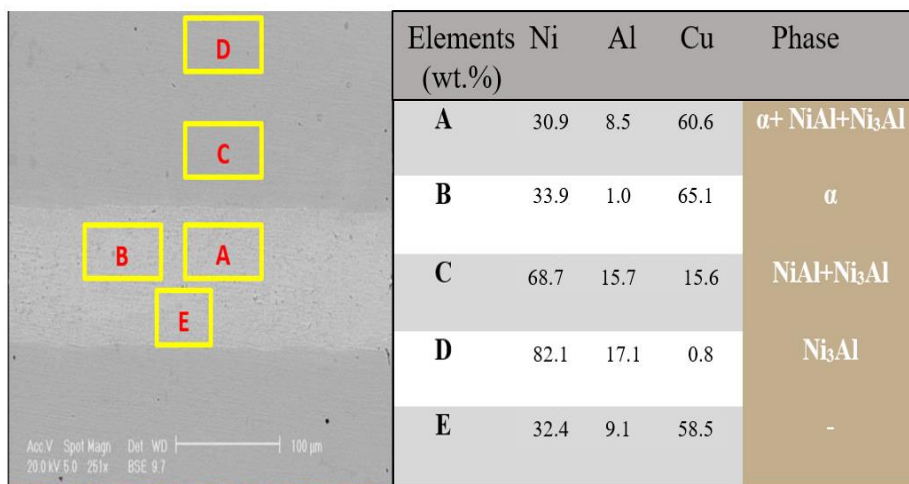 D
C
B
A
E
Acc.V Spot Magn Det WD 100 µm
20.0 kV 5.0 251x BSE 9.7
Elements Ni Al Cu Phase
(wt.%)
A 30.9 8.5 60.6 α+ NiAl+Ni₃Al
B 33.9 1.0 65.1 α
C 68.7 15.7 15.6 NiAl+Ni₃Al
D 82.1 17.1 0.8 Ni₃Al
E 32.4 9.1 58.5 -